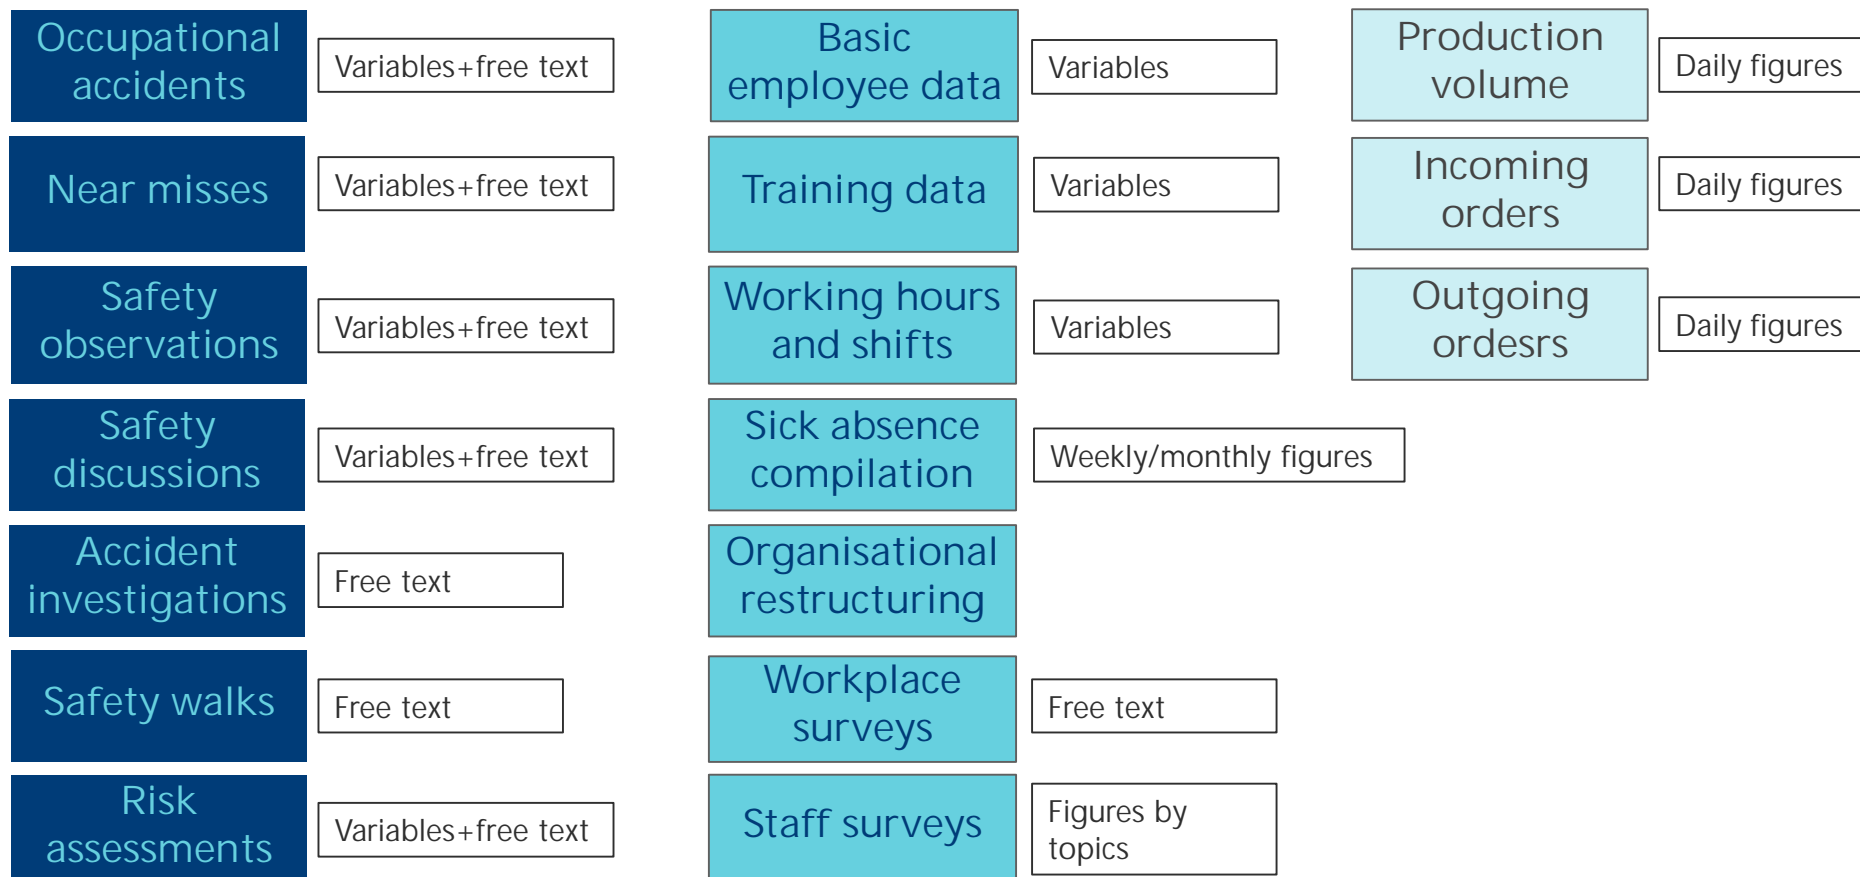 Occupational
accidents
Variables+free text
Near misses
Variables+free text
Safety
observations
Variables+free text
Safety
discussions
Variables+free text
Accident
investigations
Free text
Safety walks
Free text
Risk
assessments
Variables+free text
Basic
employee data
Variables
Training data
Variables
Working hours
and shifts
Variables
Sick absence
compilation
Weekly/monthly figures
Organisational
restructuring
Workplace
surveys
Free text
Staff surveys
Figures by
topics
Production
volume
Daily figures
Incoming
orders
Daily figures
Outgoing
ordesrs
Daily figures